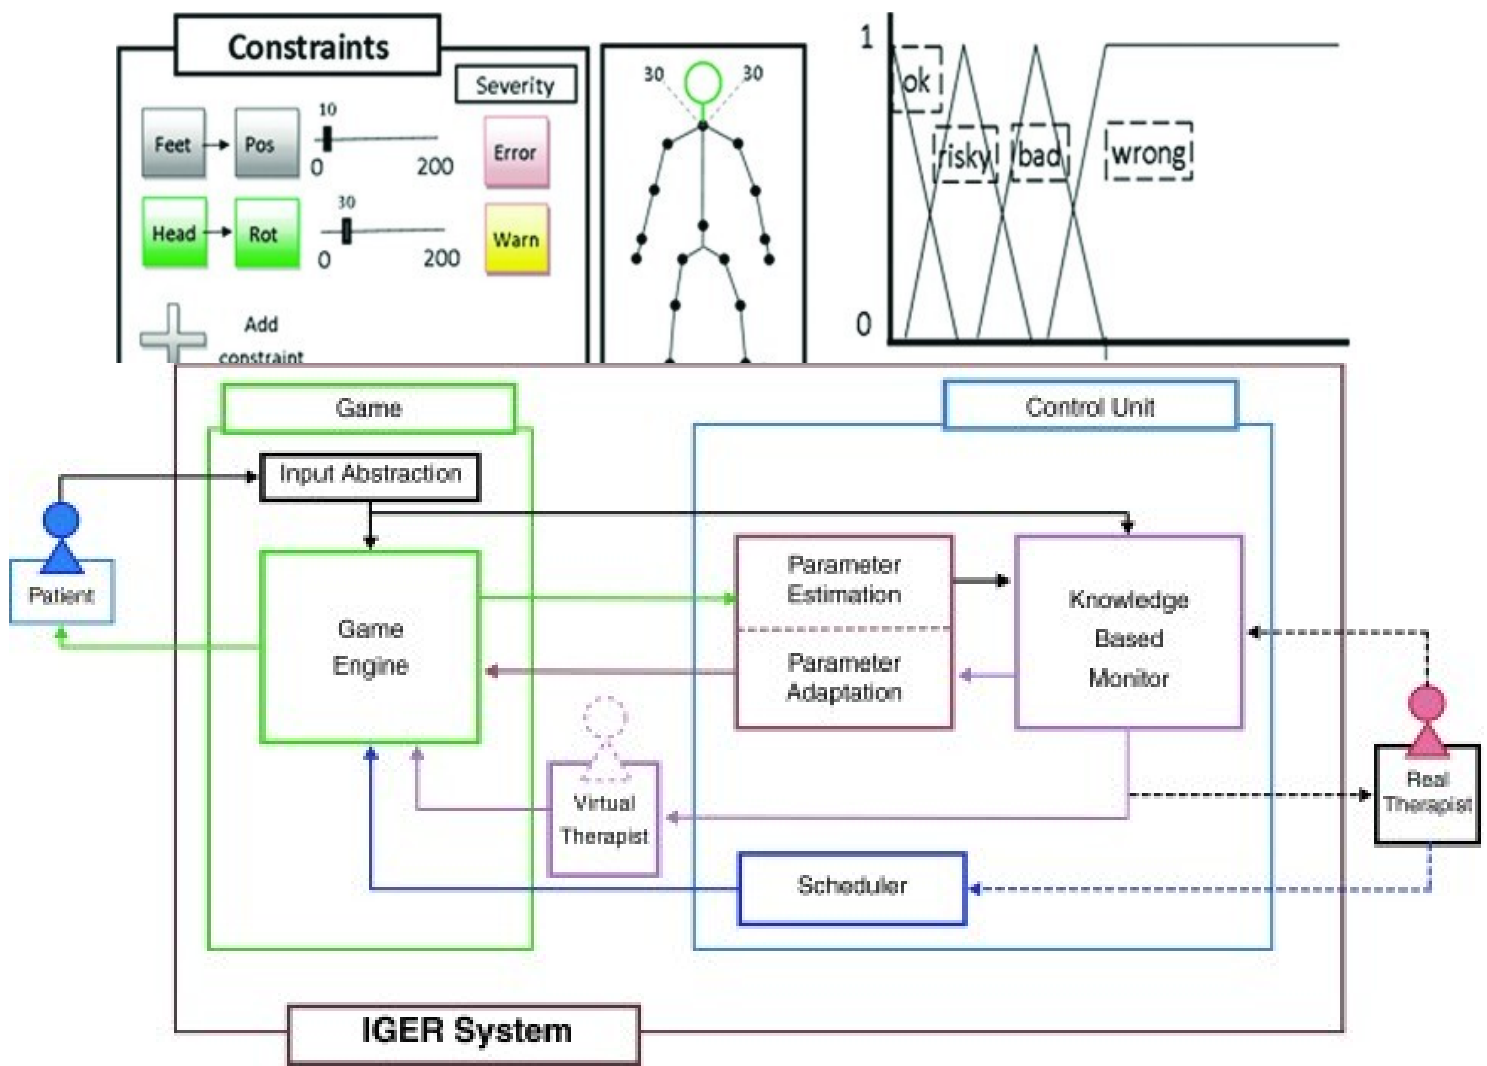 Constraints
Severity
10
Feet
Pos
0
200
Error
30
Head
Rot
0
200
Warn
Add
constraint
30
30
1
ok
risky
bad
wrong
0
Game
Control Unit
Input Abstraction
Patient
Game
Engine
Parameter
Estimation
Parameter
Adaptation
Knowledge
Based
Monitor
Virtual
Therapist
Real
Therapist
Scheduler
IGER System